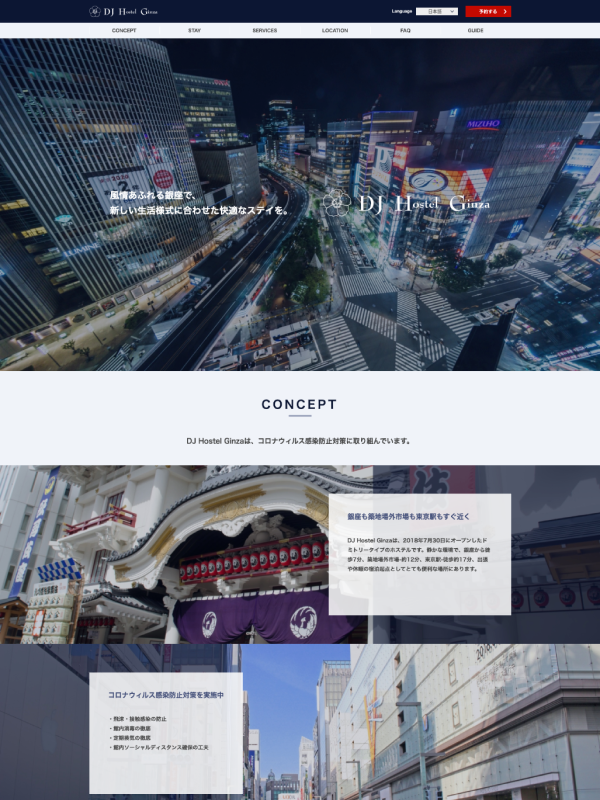 DJ Hostel Ginza
Language
日本語
予約する
CONCEPT STAY SERVICES LOCATION FAQ GUIDE
MIZUHO
LUMINE
風情あふれる銀座で、
新しい生活様式に合わせた快適なステイを。
DJ Hostel Ginza
CONCEPT
DJ Hostel Ginzaは、コロナウィルス感染防止対策に取り組んでいます。
銀座も築地場外市場も東京駅もすぐ近く
DJ Hostel Ginzaは、2018年7月30日にオープンしたド
ミトリータイプのホステルです。静かな環境で、銀座から徒
歩7分、築地場外市場-約12分、東京駅-徒歩約17分、出張
や休暇の宿泊起点としてとても便利な場所にあります。
コロナウィルス感染防止対策を実施中
・飛沫・接触感染の防止
・館内消毒の徹底
・定期換気の徹底
・館内ソーシャルディスタンス確保の工夫